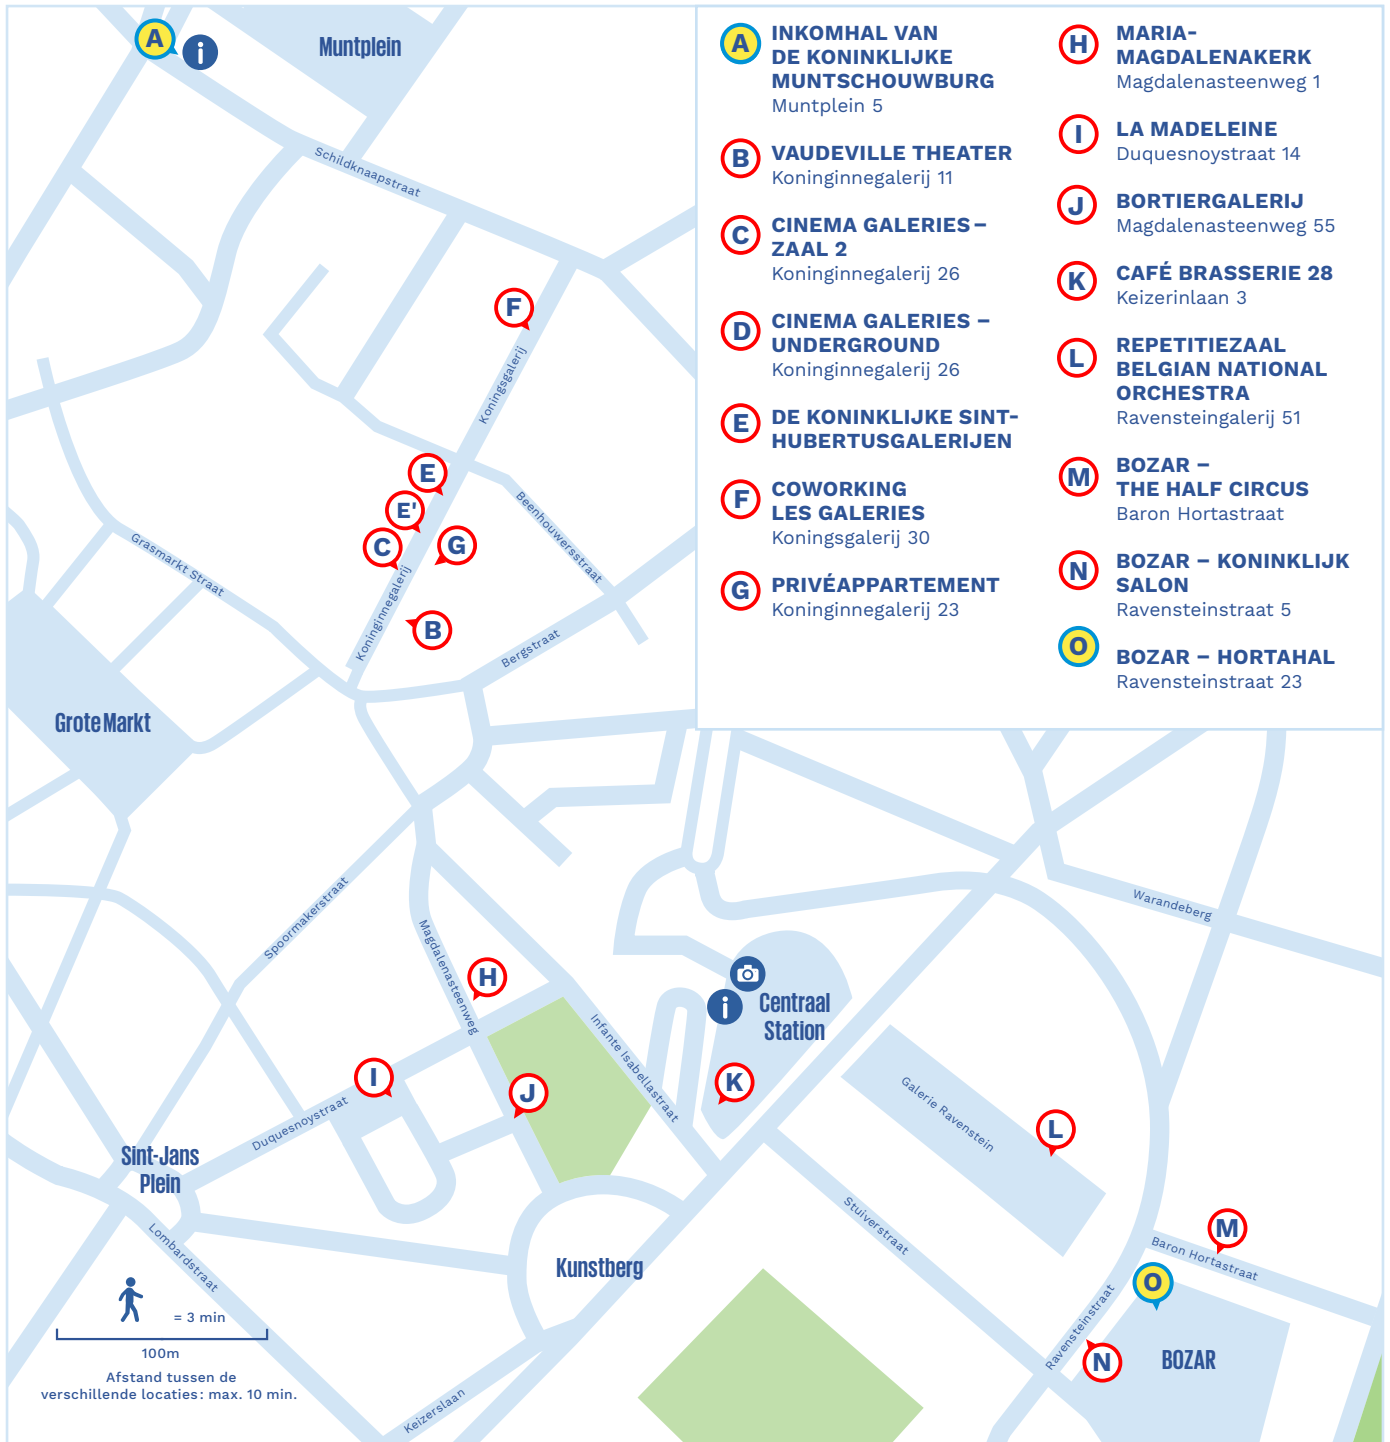 A
i
Muntplein
Schildknaapstraat
F
Koningsgalerij
E
E'
C
G
Beenhouwersstraat
Grasmarkt Straat
Koninginnegalerij
B
Bergstraat
Grote Markt
Spoormakerstraat
Magdalenasteenweg
H
Infante Isabellastraat
i
Centraal
Station
K
I
J
Duquesnoystraat
Sint-Jans
Plein
Lombardstraat
Kunstberg
Keizerslaan
Warandeberg
Galerie Ravenstein
L
Stuiverstraat
M
Baron Hortastraat
O
Ravensteinstraat
N
BOZAR
= 3 min
100m
Afstand tussen de
verschillende locaties: max. 10 min.
A
INKOMHAL VAN
DE KONINKLIJKE
MUNTSCHOUWBURG
Muntplein 5
B
VAUDEVILLE THEATER
Koninginnegalerij 11
C
CINEMA GALERIES –
ZAAL 2
Koninginnegalerij 26
D
CINEMA GALERIES –
UNDERGROUND
Koninginnegalerij 26
E
DE KONINKLIJKE SINT-
HUBERTUSGALERIJEN
F
COWORKING
LES GALERIES
Koningsgalerij 30
G
PRIVÉAPPARTEMENT
Koninginnegalerij 23
H
MARIA-
MAGDALENAKERK
Magdalenasteenweg 1
I
LA MADELEINE
Duquesnoystraat 14
J
BORTIERGALERIJ
Magdalenasteenweg 55
K
CAFÉ BRASSERIE 28
Keizerinlaan 3
L
REPETITIEZAAL
BELGIAN NATIONAL
ORCHESTRA
Ravensteingalerij 51
M
BOZAR –
THE HALF CIRCUS
Baron Hortastraat
N
BOZAR – KONINKLIJK
SALON
Ravensteinstraat 5
O
BOZAR – HORTAHAL
Ravensteinstraat 23